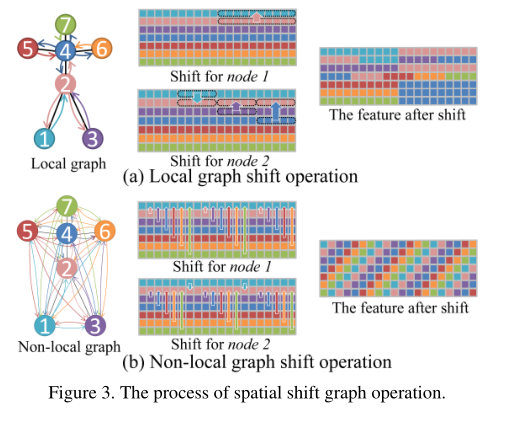 7
5
4
6
2
1
3
Local graph
Shift for node 1
Shift for node 2
The feature after shift
(a) Local graph shift operation
7
5
4
6
2
1
3
Non-local graph
Shift for node 1
Shift for node 2
The feature after shift
(b) Non-local graph shift operation
Figure 3. The process of spatial shift graph operation.